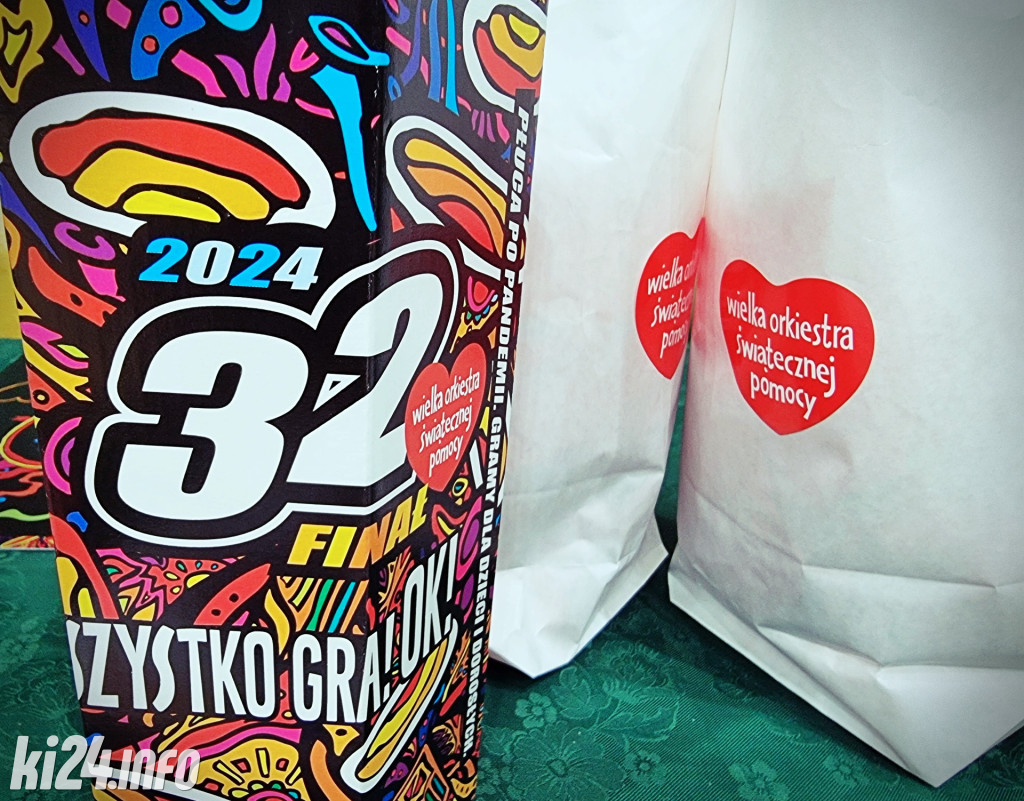 2024
32
FINAŁ
SZYSTKO GRA! OK!
wielka orkiestra
świątecznej
pomocy
PŁUCA PO PANDEMII. GRAMY DLA DZIECI I DOROSŁYCH.
wielka
świątecznej
pomocy
wielka orkiestra
świątecznej
pomocy
ki24.info